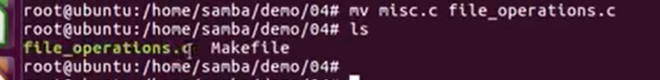 root@ubuntu:/home/samba/demo/04# mv misc.c file_operations.c
root@ubuntu:/home/samba/demo/04# ls
file_operations.c Makefile
root@ubuntu:/home/samba/demo/04#